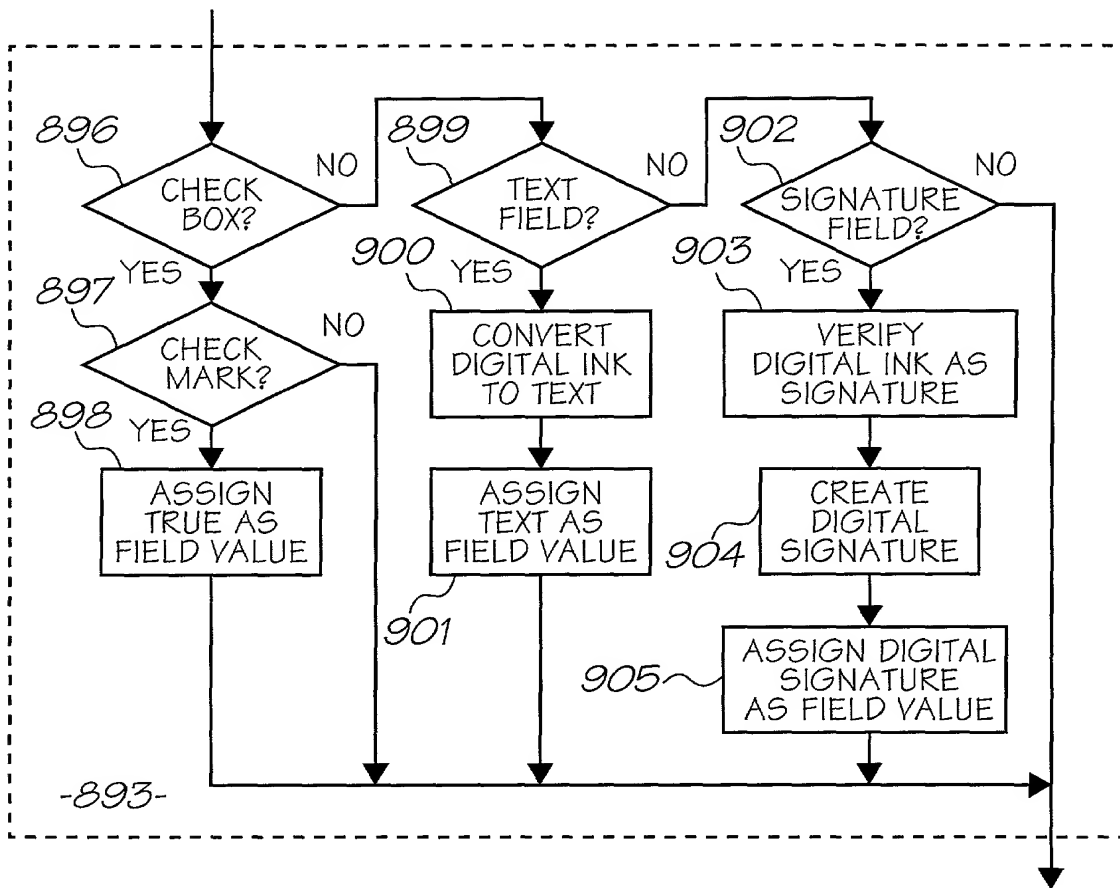 896
CHECK
BOX?
NO
YES
897
CHECK
MARK?
NO
YES
898
ASSIGN
TRUE AS
FIELD VALUE
899
TEXT
FIELD?
NO
YES
900
CONVERT
DIGITAL INK
TO TEXT
ASSIGN
TEXT AS
FIELD VALUE
901
902
SIGNATURE
FIELD?
NO
YES
903
VERIFY
DIGITAL INK AS
SIGNATURE
CREATE
DIGITAL
SIGNATURE
904
ASSIGN DIGITAL
SIGNATURE
AS FIELD VALUE
905
-893-